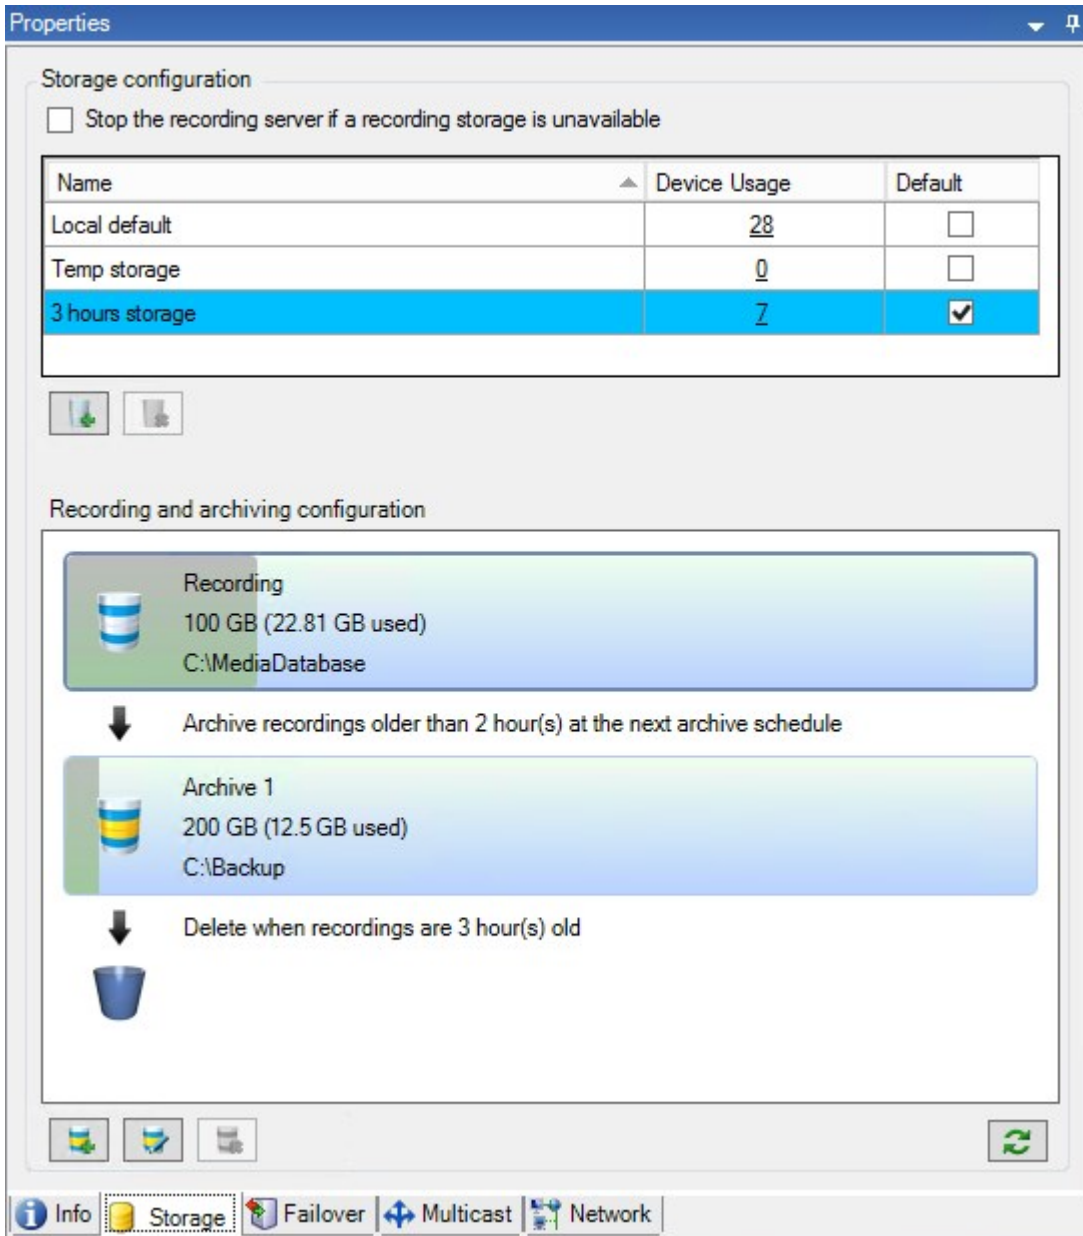 Properties
Storage configuration
Stop the recording server if a recording storage is unavailable
Name Device Usage Default
Local default 28
Temp storage 0
3 hours storage 7
Recording and archiving configuration
Recording
100 GB (22.81 GB used)
C:\MediaDatabase
Archive recordings older than 2 hour(s) at the next archive schedule
Archive 1
200 GB (12.5 GB used)
C:\Backup
Delete when recordings are 3 hour(s) old
Info Storage Failover Multicast Network